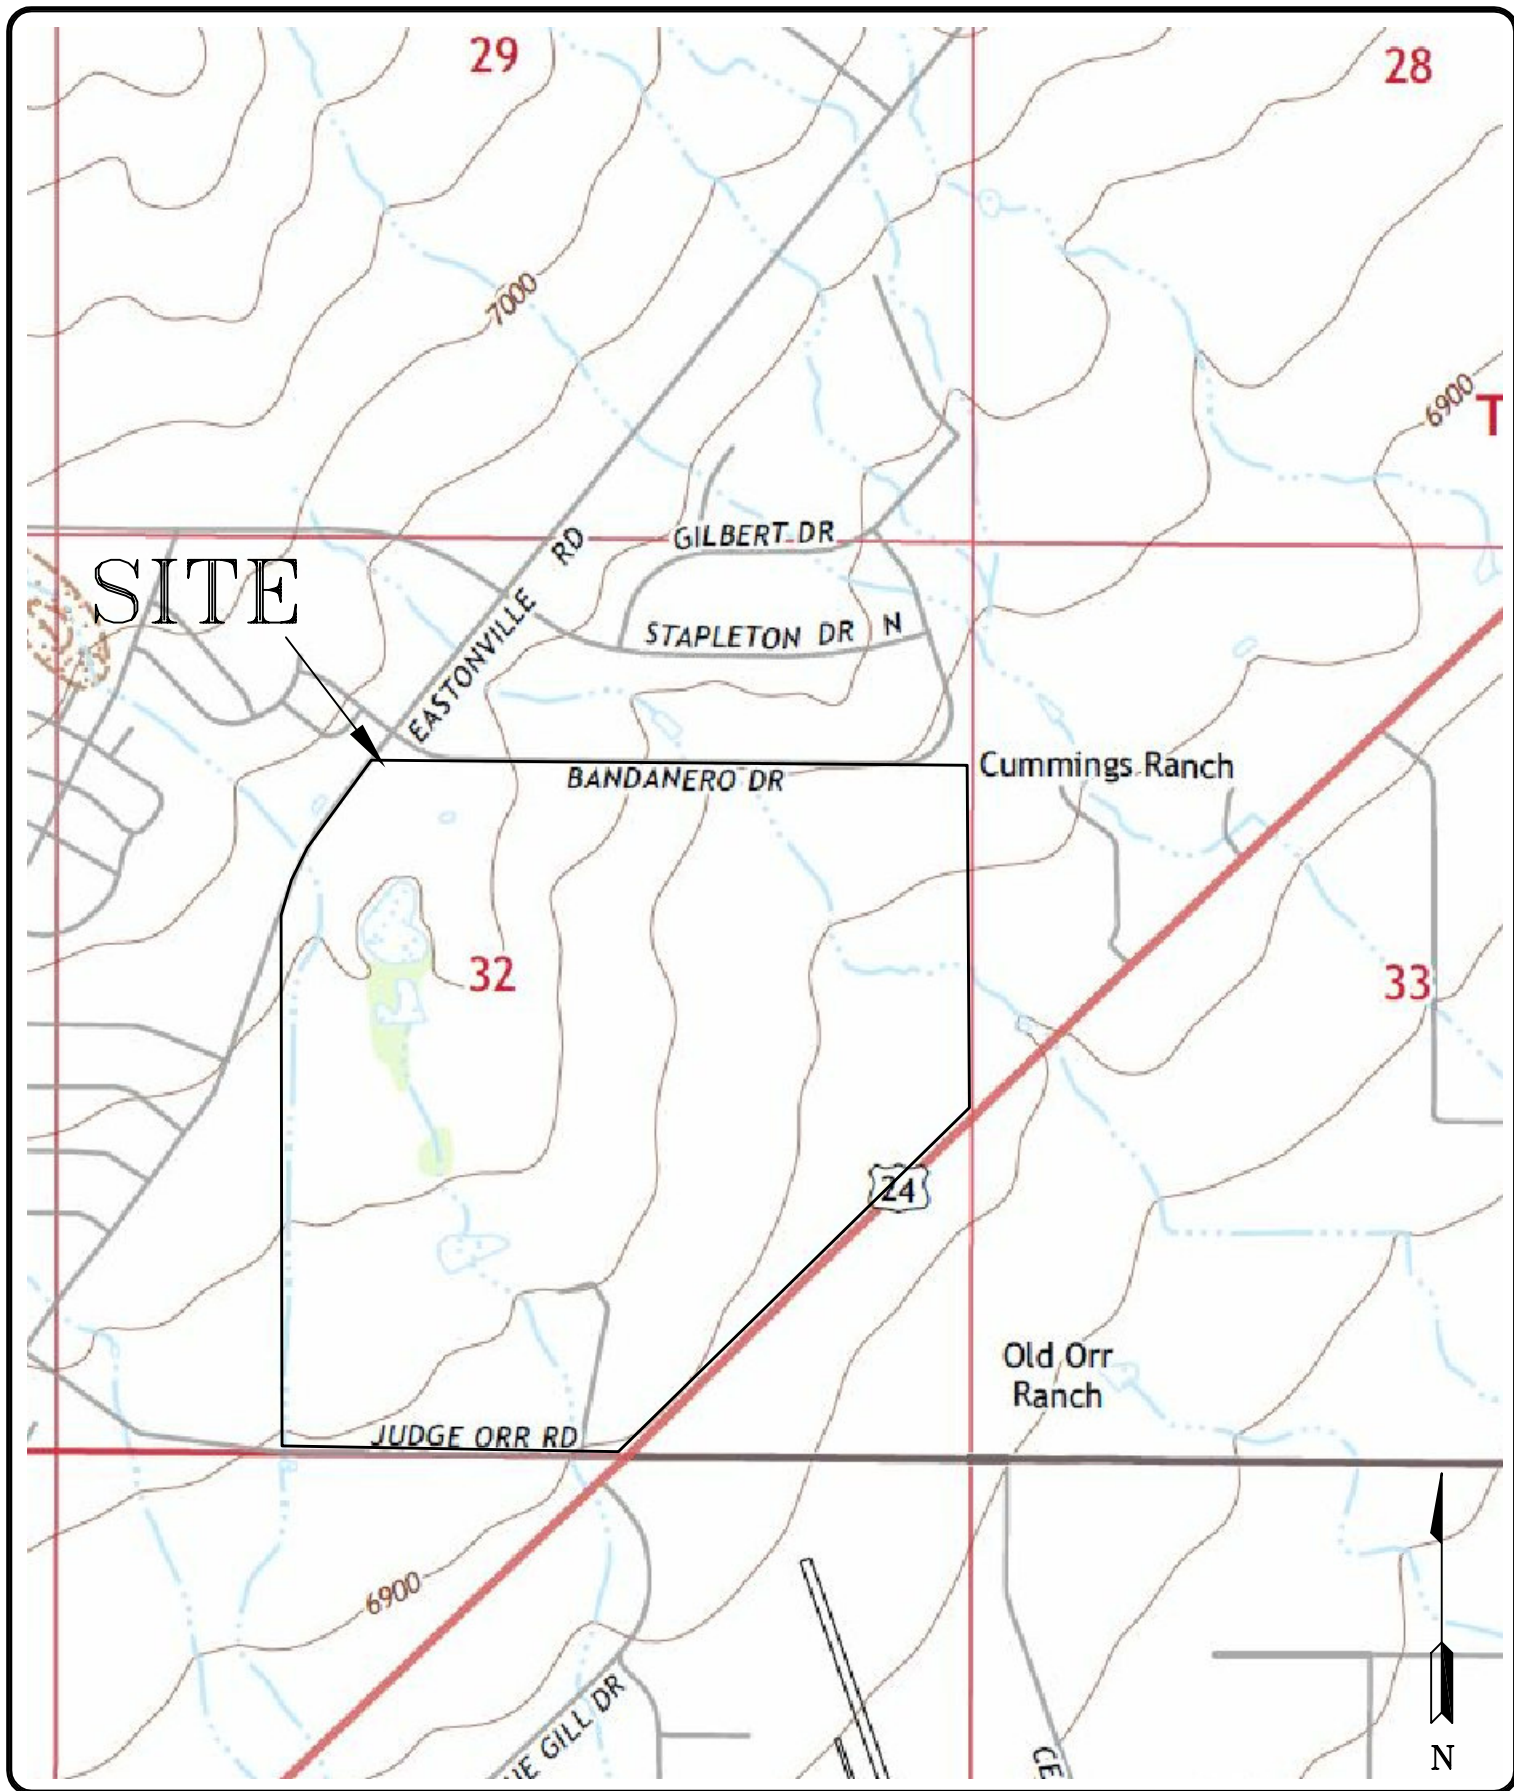 29
28
7000
6900
T
RD
GILBERT DR
SITE
EASTONVILLE
STAPLETON DR N
Cummings Ranch
BANDANERO DR
32
33
24
Old Orr
Ranch
JUDGE ORR RD
6900
GILL DR
CE
N